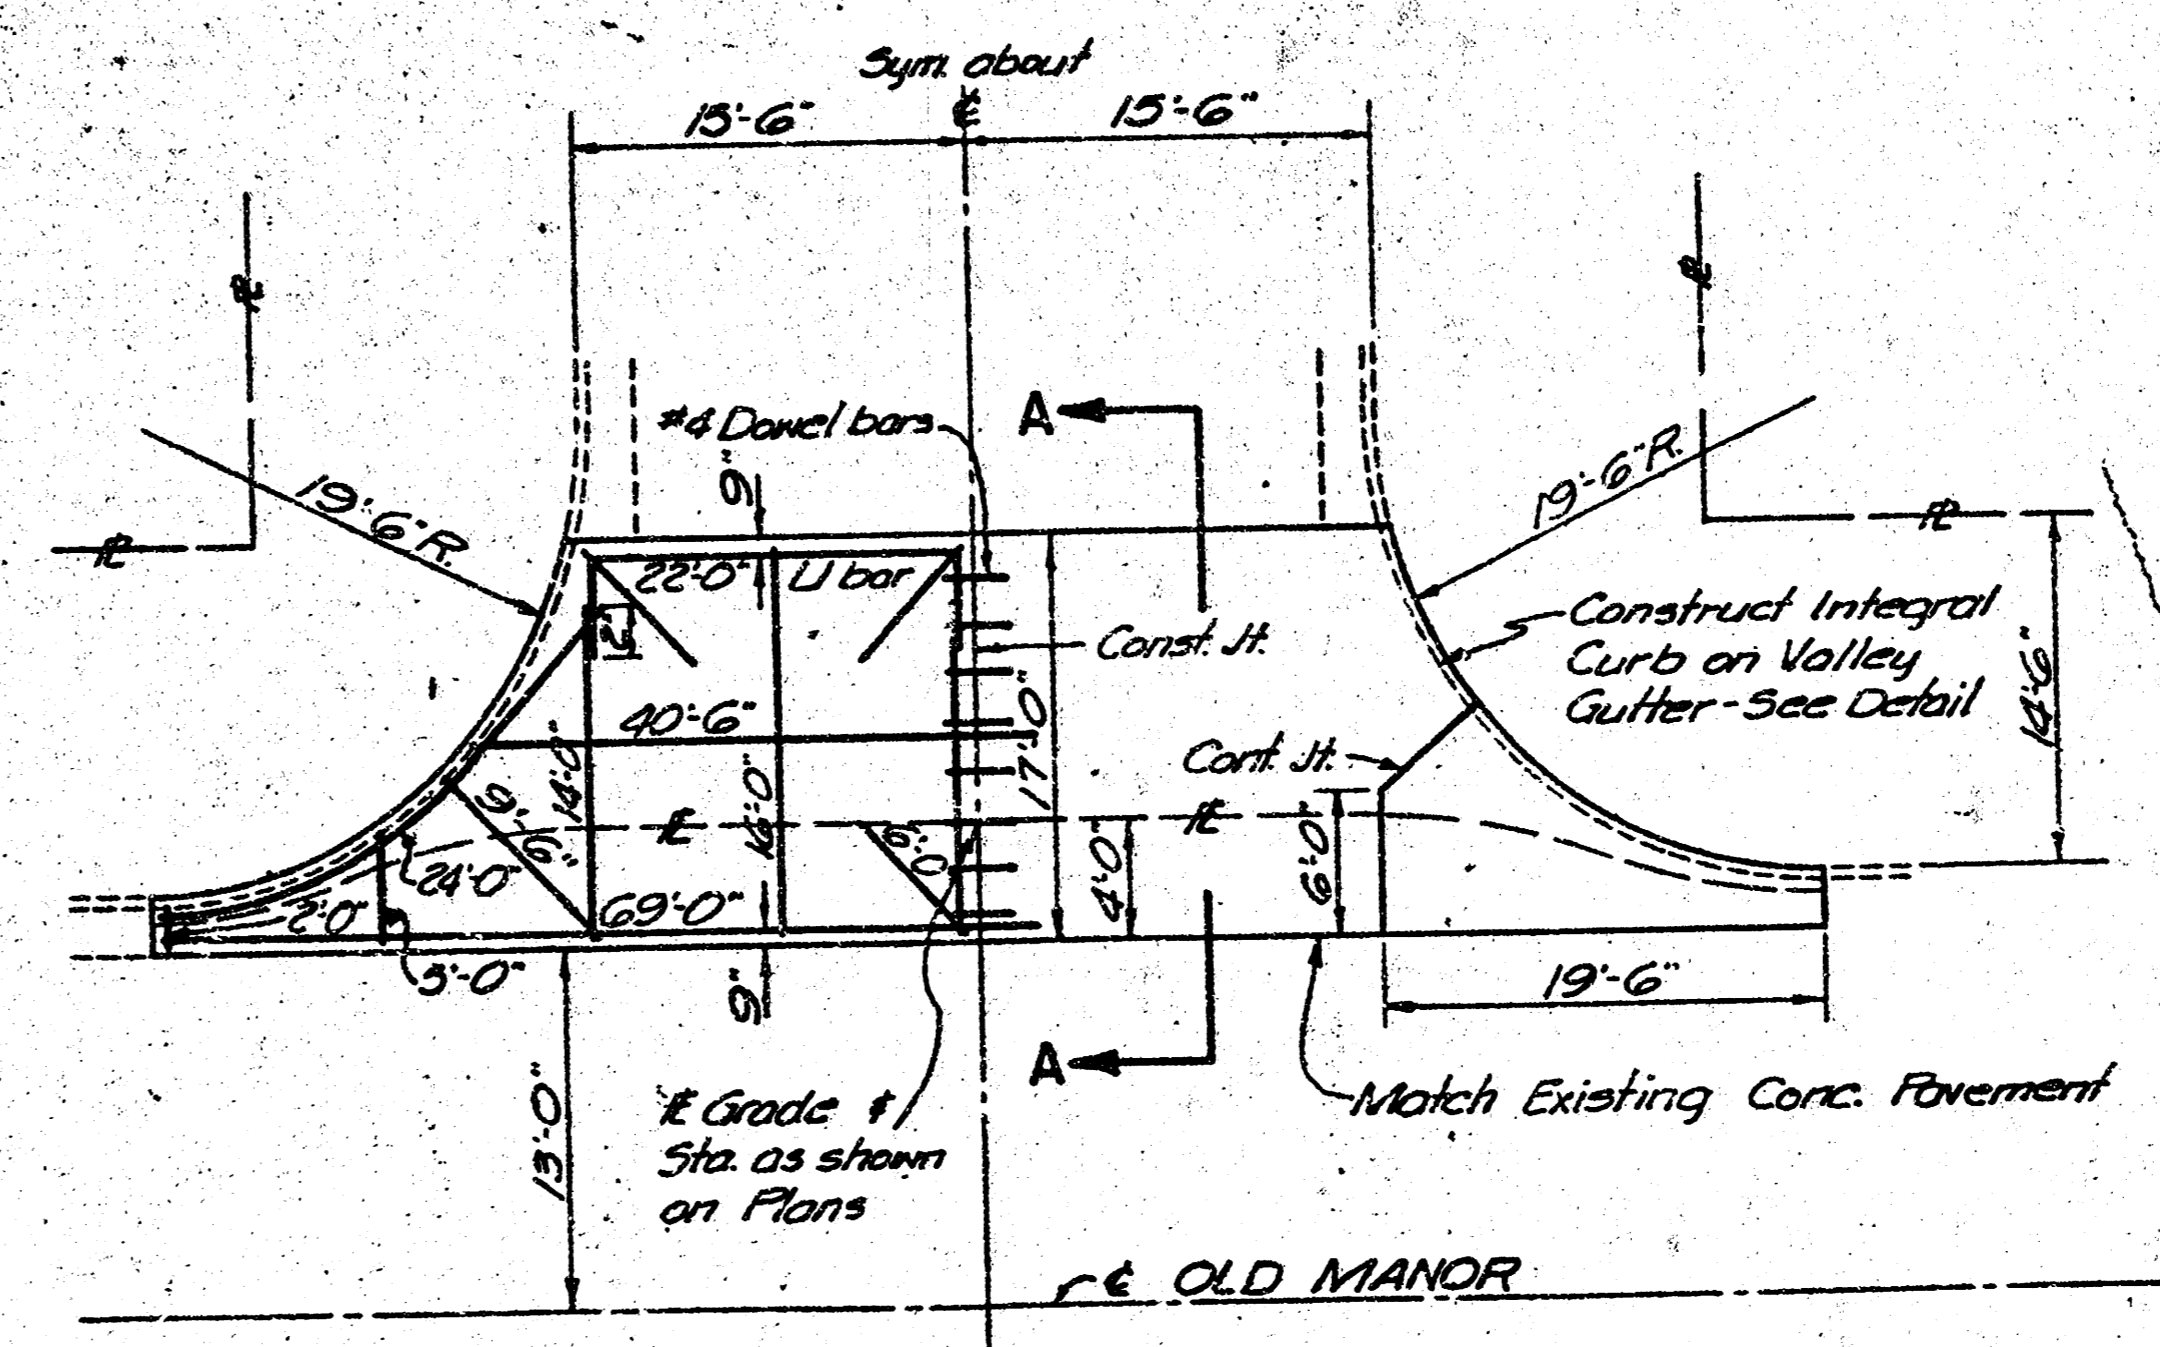 Sym. about
℄
15'-6"
15'-6"
℄
℄
#4 Dowel bars
A
9"
19'-6" R.
19'-6" R.
℄
℄
22'-0" U bar
12"
Const. Jt.
Construct Integral
Curb on Valley
Gutter - See Detail
14'-6"
40'-6"
14'-0"
16'-0"
17'-0"
Cont. Jt.
9'-6"
6'-0"
4'-0"
6'-0"
24'-0"
2'-0"
69'-0"
3'-0"
9"
19'-6"
13'-0"
A
Grade &
Sta. as shown
on Plans
Match Existing Conc. Pavement
℄ OLD MANOR